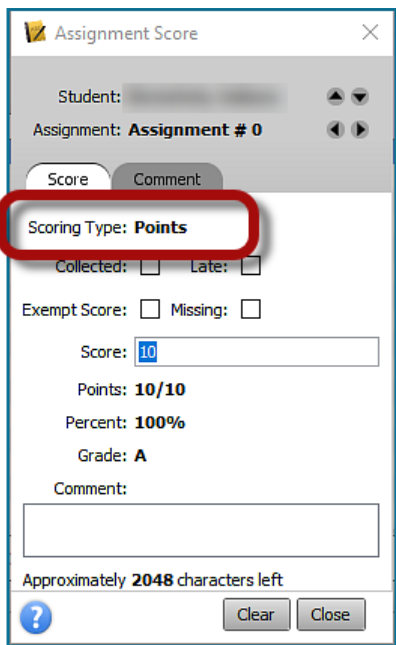 Assignment Score
Student:
Assignment: Assignment # 0
Score Comment
Scoring Type: Points
Collected: Late:
Exempt Score: Missing:
Score: 10
Points: 10/10
Percent: 100%
Grade: A
Comment:
Approximately 2048 characters left
? Clear Close